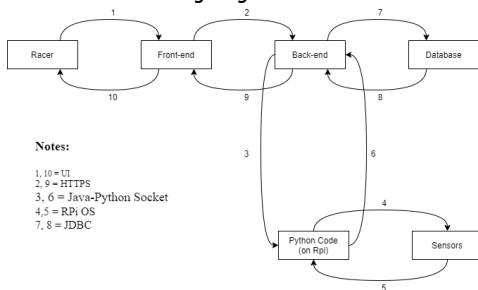 1
2
7
Racer
Front-end
Back-end
Database
10
9
8
3
6
Notes:
1, 10 = UI
2, 9 = HTTPS
3, 6 = Java-Python Socket
4,5 = RPi OS
7, 8 = JDBC
4
Python Code
(on Rpi)
Sensors
5